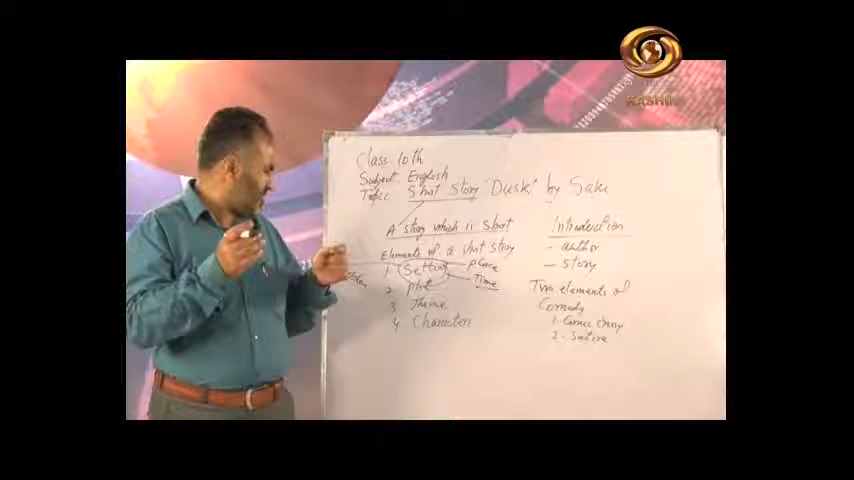 Class 10th
Subject: English
Topic Short Story "Dusk" by Saki
A story which is Short
Elements of a short story
1 Setting place
Time
2 plot
3 Theme
4 Characters
Introduction
- author
- story
Two elements of
Comedy
1-
2- Satire
KASHIR